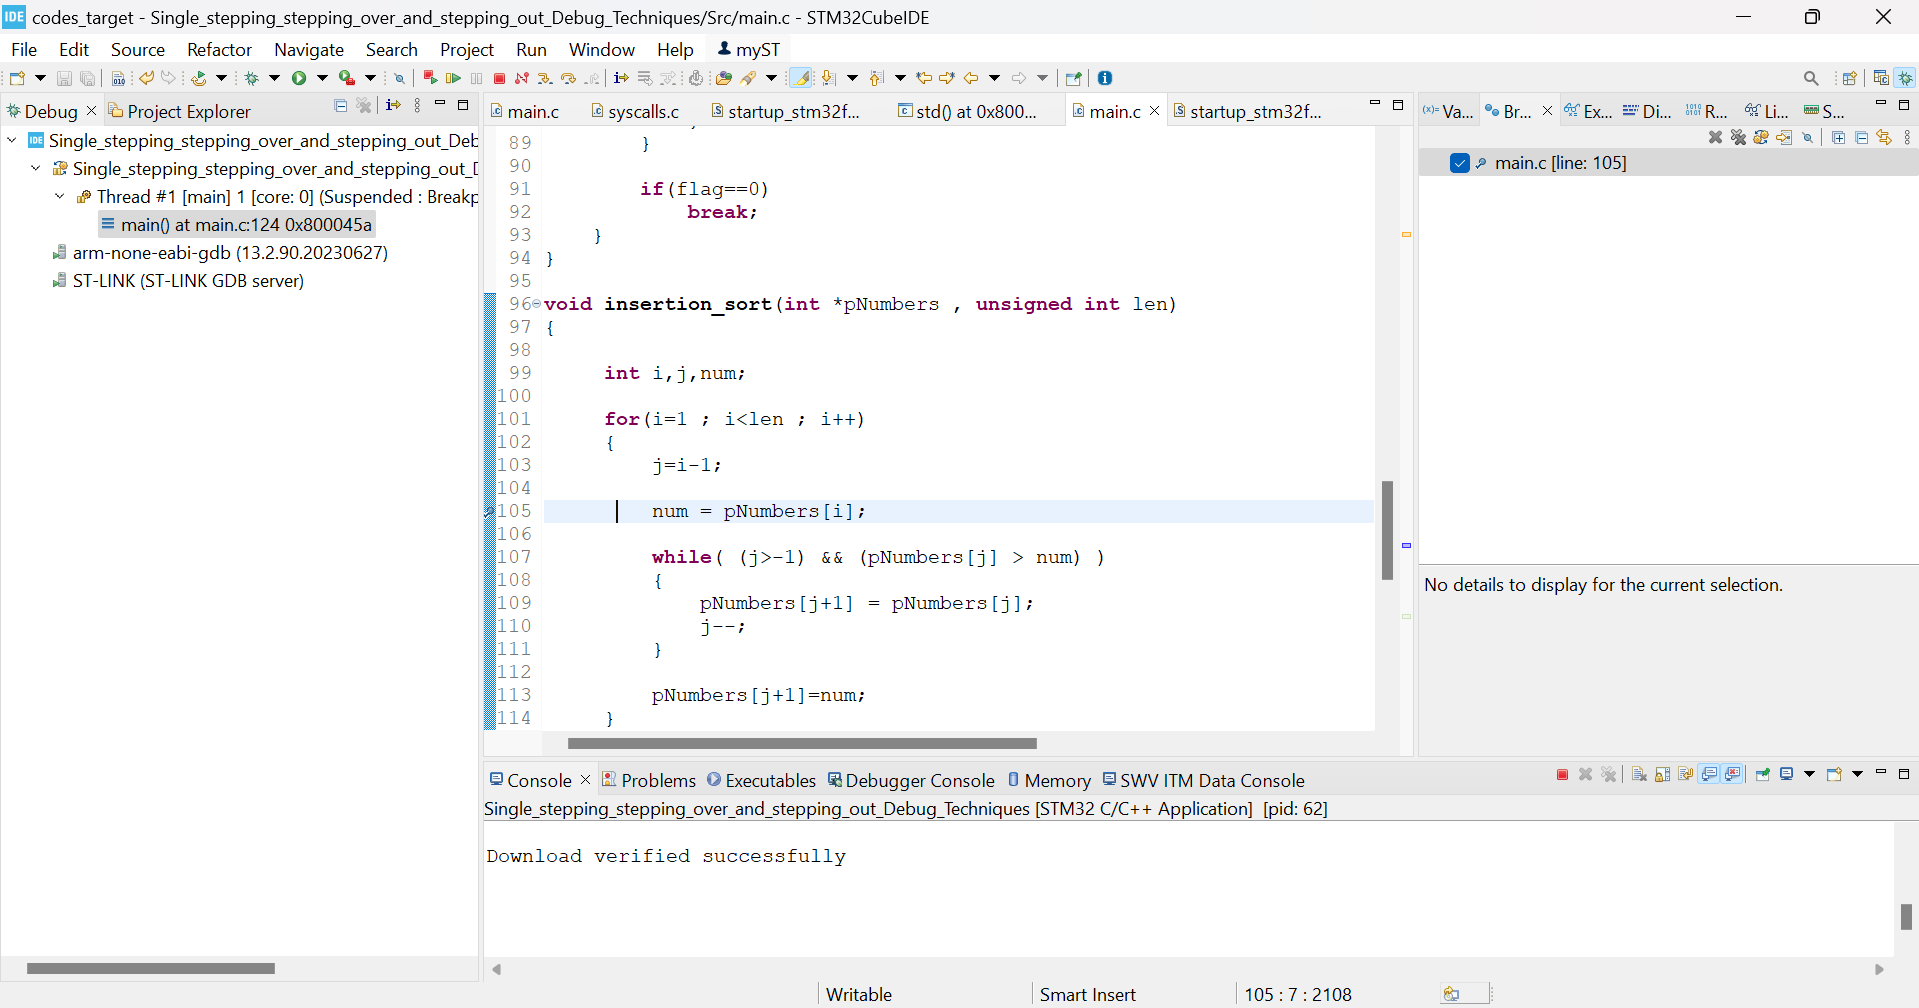 IDE codes_target - Single_stepping_stepping_over_and_stepping_out_Debug_Techniques/Src/main.c - STM32CubeIDE
File Edit Source Refactor Navigate Search Project Run Window Help myST
Debug Project Explorer
IDE Single_stepping_stepping_over_and_stepping_out_Deb
Single_stepping_stepping_over_and_stepping_out_D
Thread #1 [main] 1 [core: 0] (Suspended : Breakp
main() at main.c:124 0x800045a
arm-none-eabi-gdb (13.2.90.20230627)
ST-LINK (ST-LINK GDB server)
main.c syscalls.c startup_stm32f... std() at 0x800... main.c startup_stm32f...
89 }
90
91 if(flag==0)
92 break;
93 }
94 }
95
96 void insertion_sort(int *pNumbers , unsigned int len)
97 {
98
99 int i,j,num;
100
101 for(i=1 ; i<len ; i++)
102 {
103 j=i-1;
104
105 num = pNumbers[i];
106
107 while( (j>-1) && (pNumbers[j] > num) )
108 {
109 pNumbers[j+1] = pNumbers[j];
110 j--;
111 }
112
113 pNumbers[j+1]=num;
114 }
(x)= Va... Br... Ex... Di... R... Li... S...
main.c [line: 105]
No details to display for the current selection.
Console Problems Executables Debugger Console Memory SWV ITM Data Console
Single_stepping_stepping_over_and_stepping_out_Debug_Techniques [STM32 C/C++ Application] [pid: 62]
Download verified successfully
Writable Smart Insert 105 : 7 : 2108